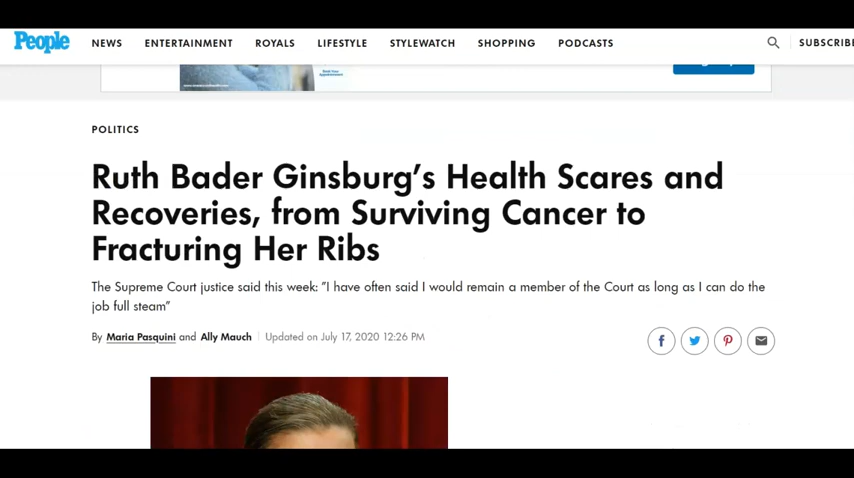 People NEWS ENTERTAINMENT ROYALS LIFESTYLE STYLEWATCH SHOPPING PODCASTS SUBSCRIBE
POLITICS
Ruth Bader Ginsburg’s Health Scares and
Recoveries, from Surviving Cancer to
Fracturing Her Ribs
The Supreme Court justice said this week: “I have often said I would remain a member of the Court as long as I can do the
job full steam”
By Maria Pasquini and Ally Mauch Updated on July 17, 2020 12:26 PM